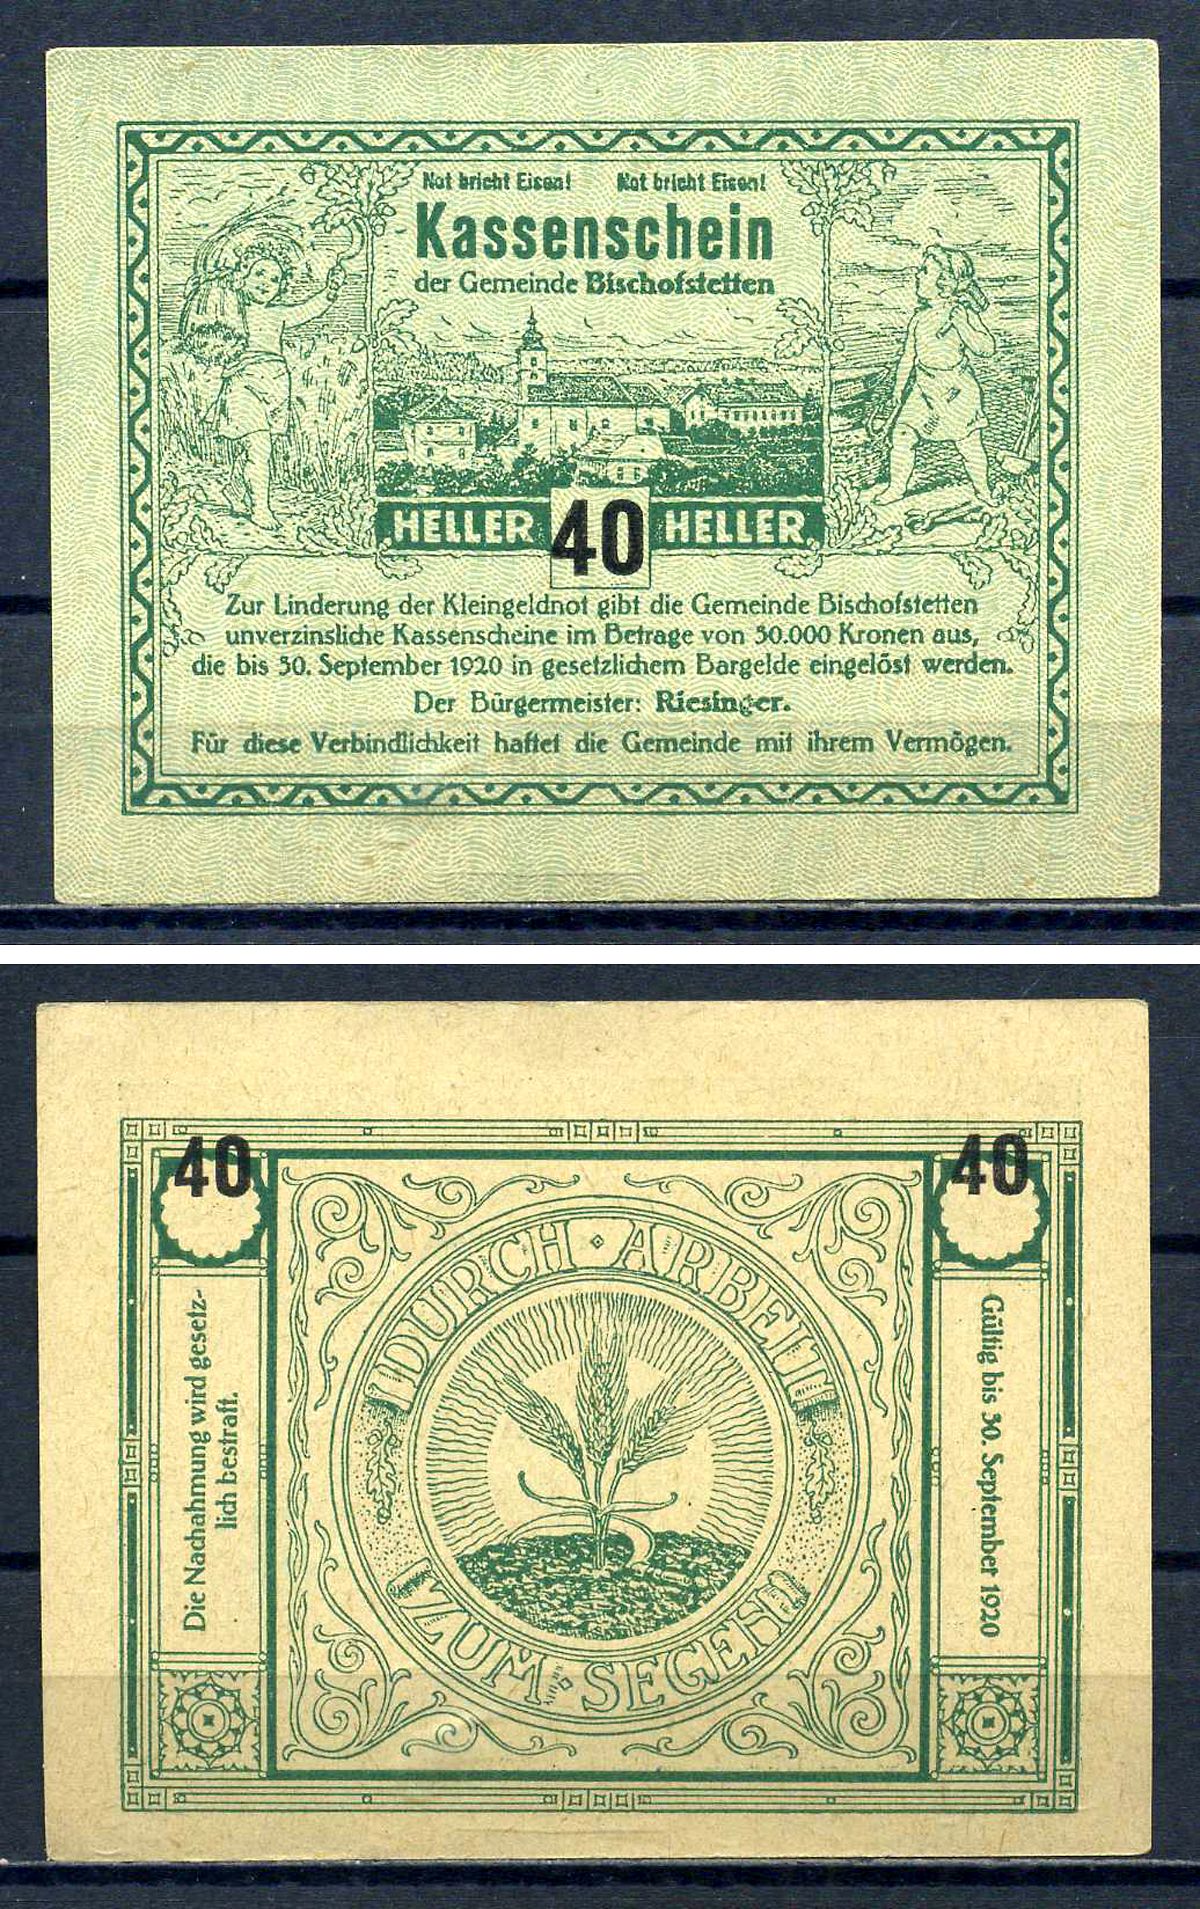 Not bricht Eisen! Not bricht Eisen!
Kassenschein
der Gemeinde Bischofstetten
HELLER 40 HELLER
Zur Linderung der Kleingeldnot gibt die Gemeinde Bischofstetten
unverzinsliche Kassenscheine im Betrage von 30.000 Kronen aus,
die bis 30. September 1920 in gesetzlichem Bargelde eingelöst werden.
Der Bürgermeister: Riesinger.
Für diese Verbindlichkeit haftet die Gemeinde mit ihrem Vermögen.
40
40
Die Nachahmung wird gesetz-
lich bestraft.
DURCH ARBEIT
ZUM SEGEN
Gültig bis 30. September 1920